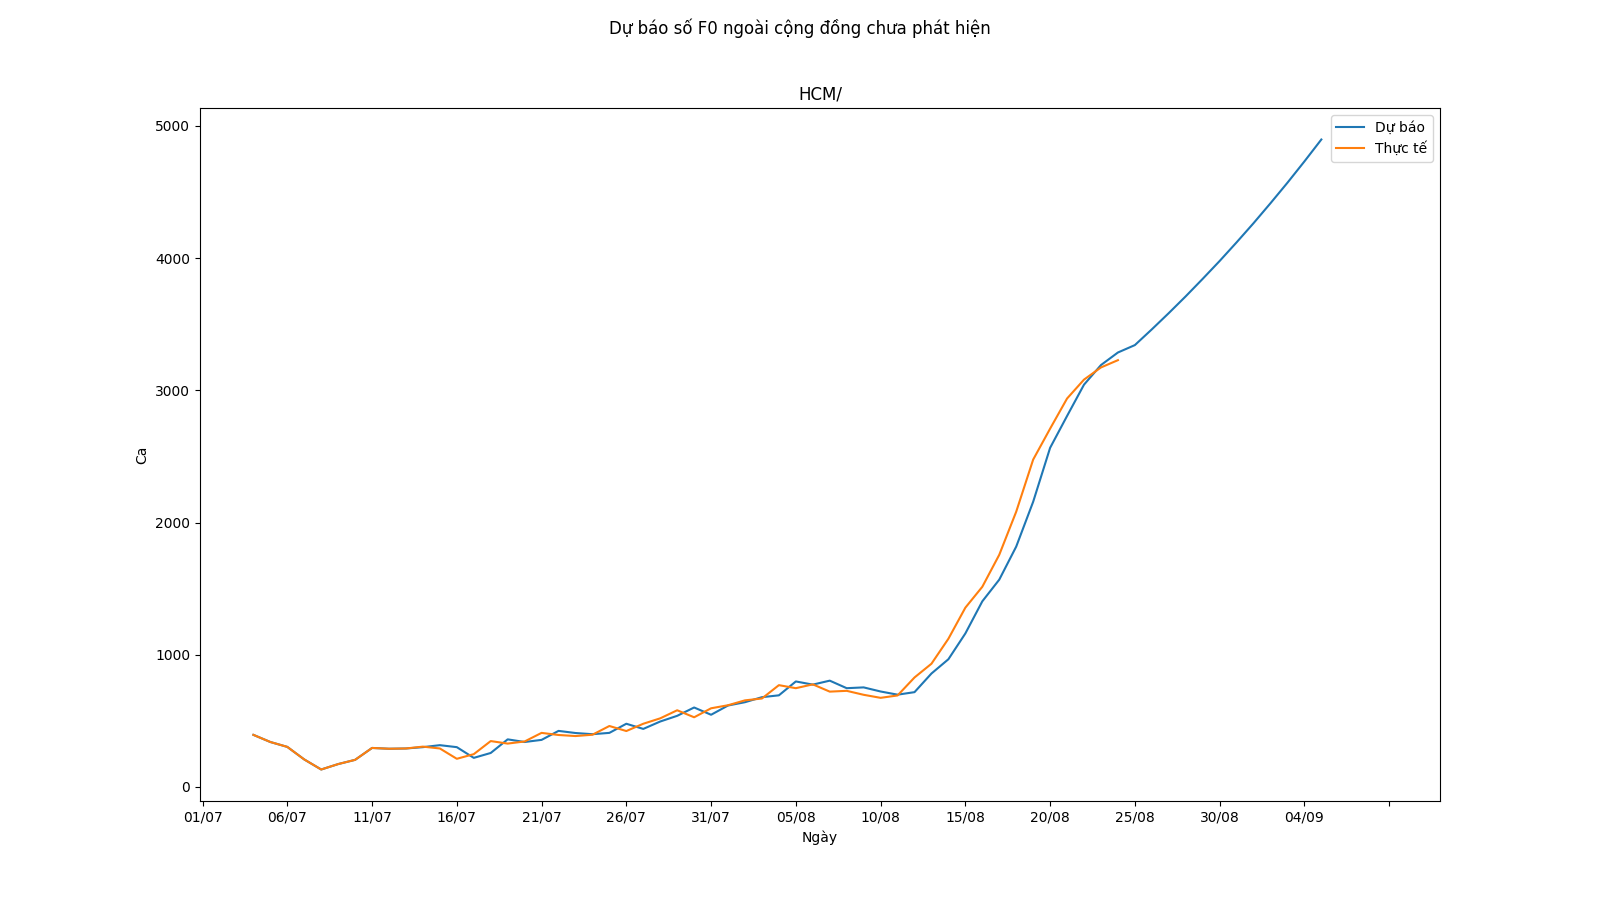 Dự báo số F0 ngoài cộng đồng chưa phát hiện
HCM/
Dự báo
Thực tế
5000
4000
3000
2000
1000
0
Ca
01/07 06/07 11/07 16/07 21/07 26/07 31/07 05/08 10/08 15/08 20/08 25/08 30/08 04/09
Ngày